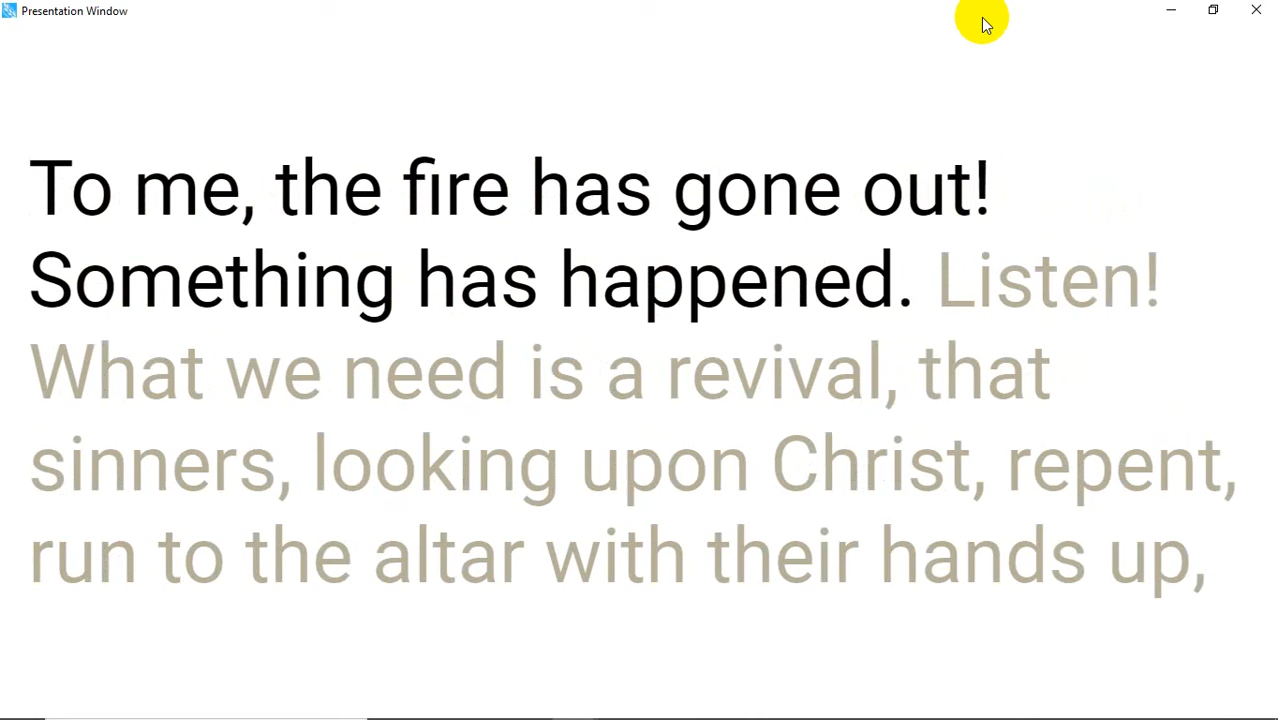 Presentation Window
To me, the fire has gone out!
Something has happened. Listen!
What we need is a revival, that
sinners, looking upon Christ, repent,
run to the altar with their hands up,